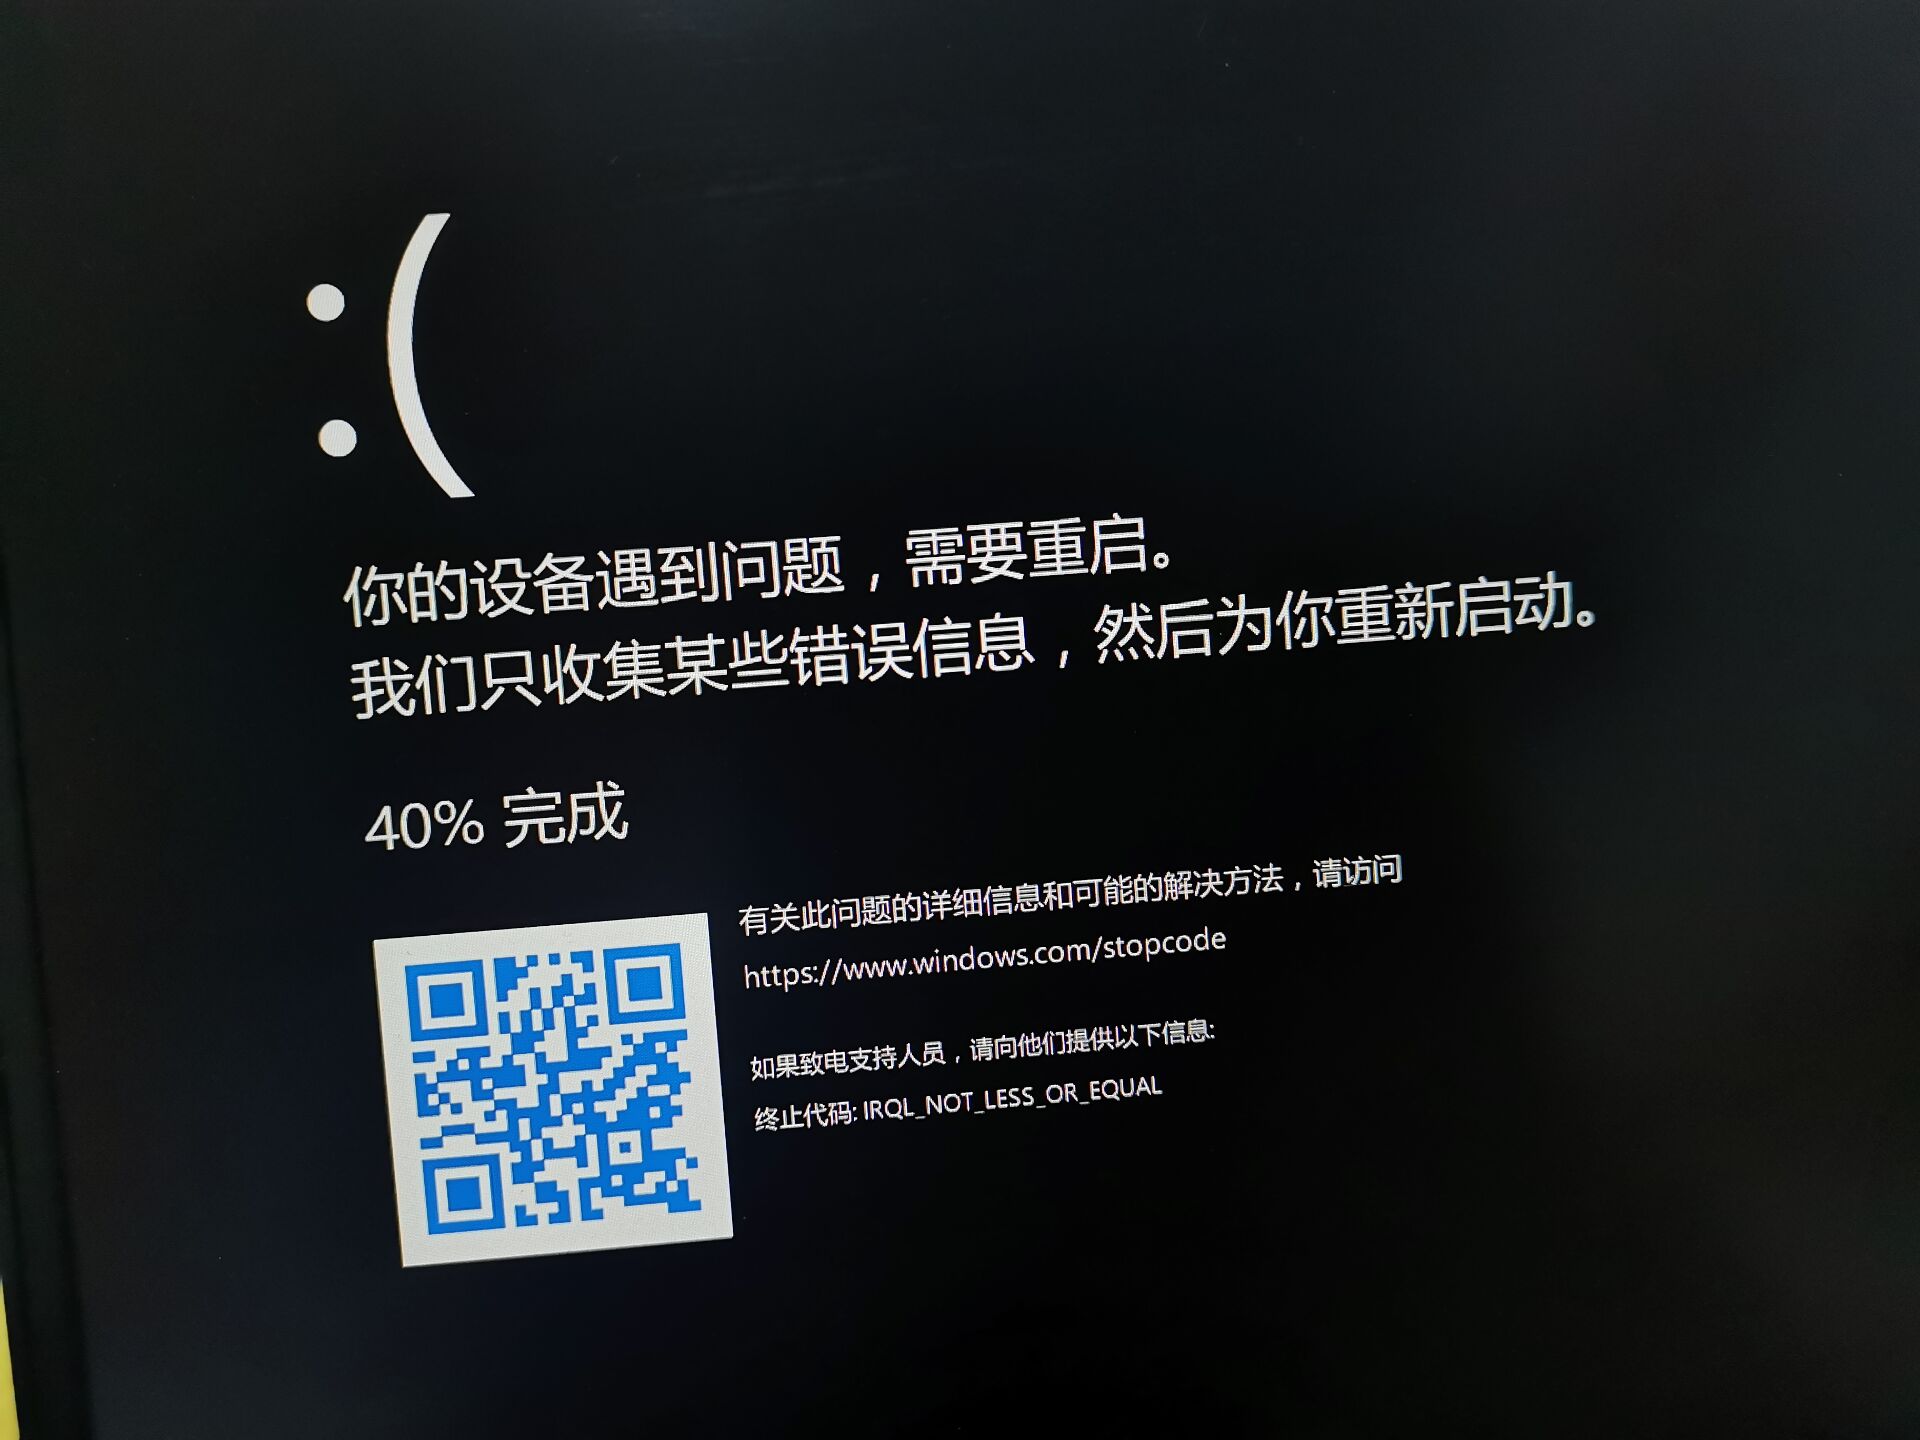 :(
你的设备遇到问题，需要重启。
我们只收集某些错误信息，然后为你重新启动。
40% 完成
有关此问题的详细信息和可能的解决方法，请访问
https://www.windows.com/stopcode
如果致电支持人员，请向他们提供以下信息:
终止代码: IRQL_NOT_LESS_OR_EQUAL